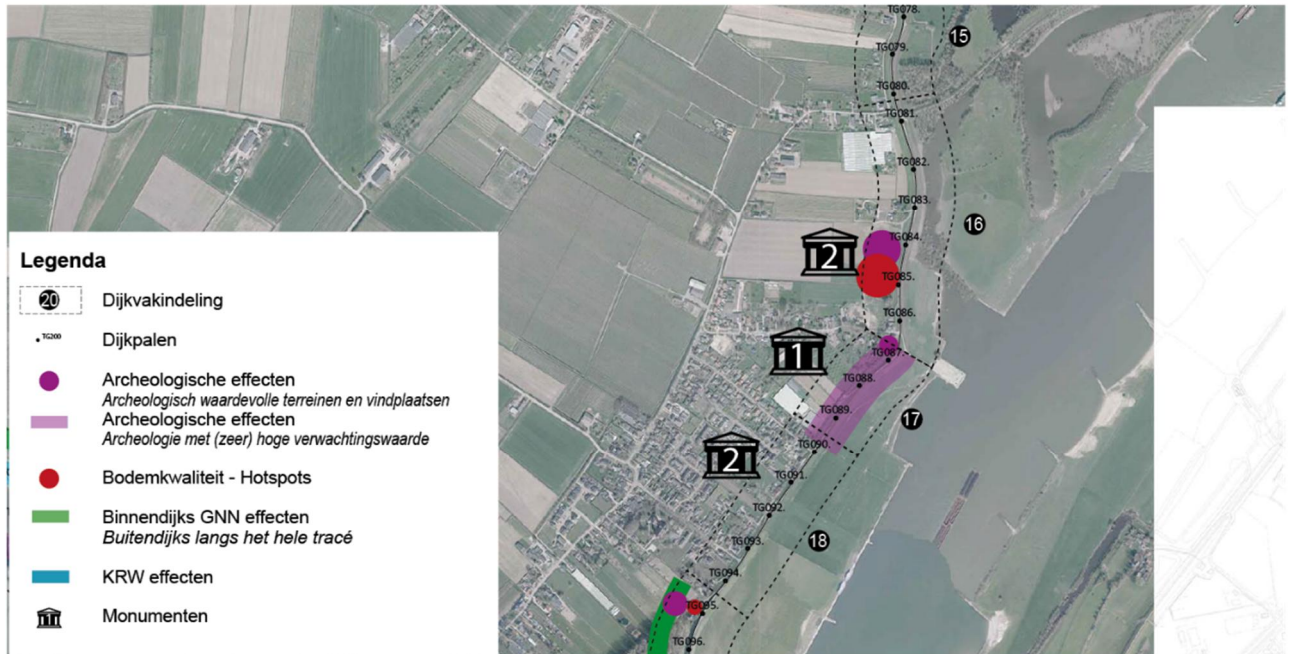 TG078.
15
TG079.
TG080.
TG081.
TG082.
TG083.
16
TG084.
2
TG085.
TG086.
1
TG087.
TG088.
TG089.
17
TG090.
2
TG091.
TG092.
18
TG093.
TG094.
TG095.
TG096.
Legenda
20 Dijkvakindeling
TG200 Dijkpalen
Archeologische effecten
Archeologisch waardevolle terreinen en vindplaatsen
Archeologische effecten
Archeologie met (zeer) hoge verwachtingswaarde
Bodemkwaliteit - Hotspots
Binnendijks GNN effecten
Buitendijks langs het hele tracé
KRW effecten
1 Monumenten